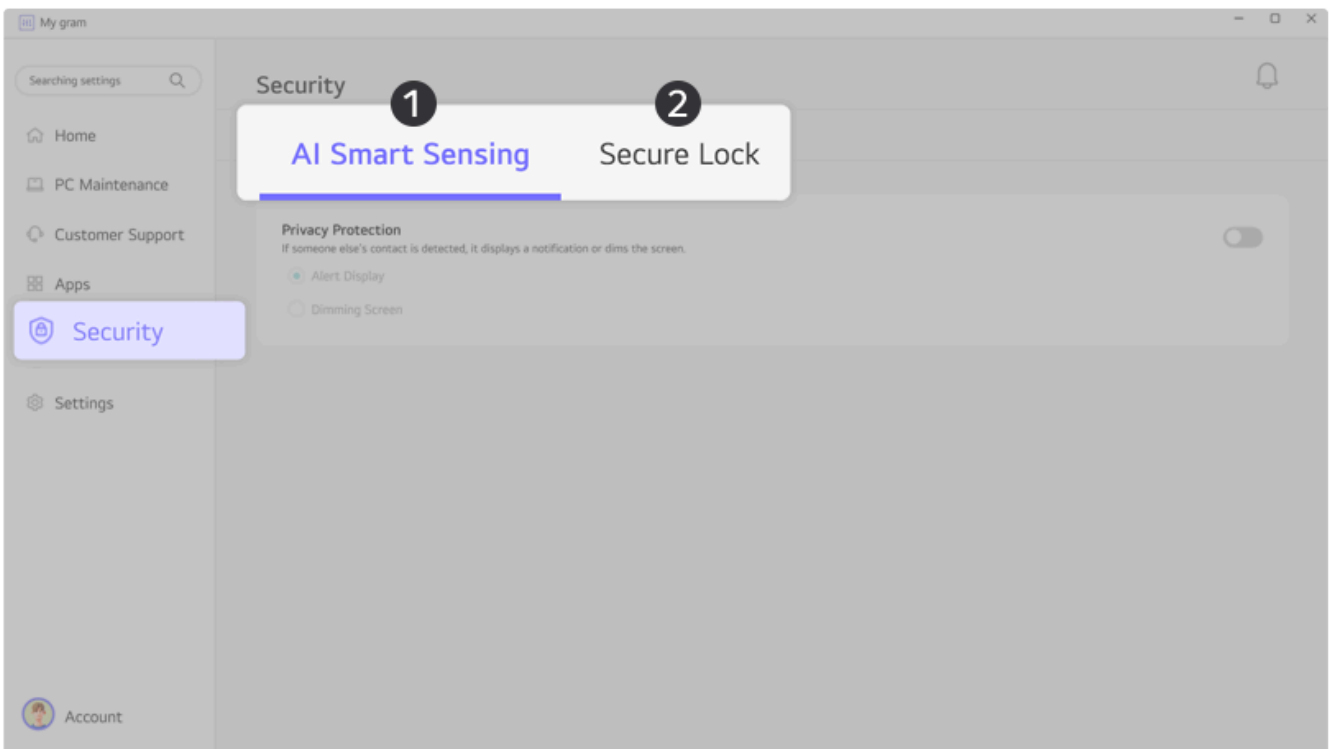 My gram
Searching settings
Home
PC Maintenance
Customer Support
Apps
Security
Settings
Account
Security
1
AI Smart Sensing
2
Secure Lock
Privacy Protection
If someone else's contact is detected, it displays a notification or dims the screen.
Alert Display
Dimming Screen